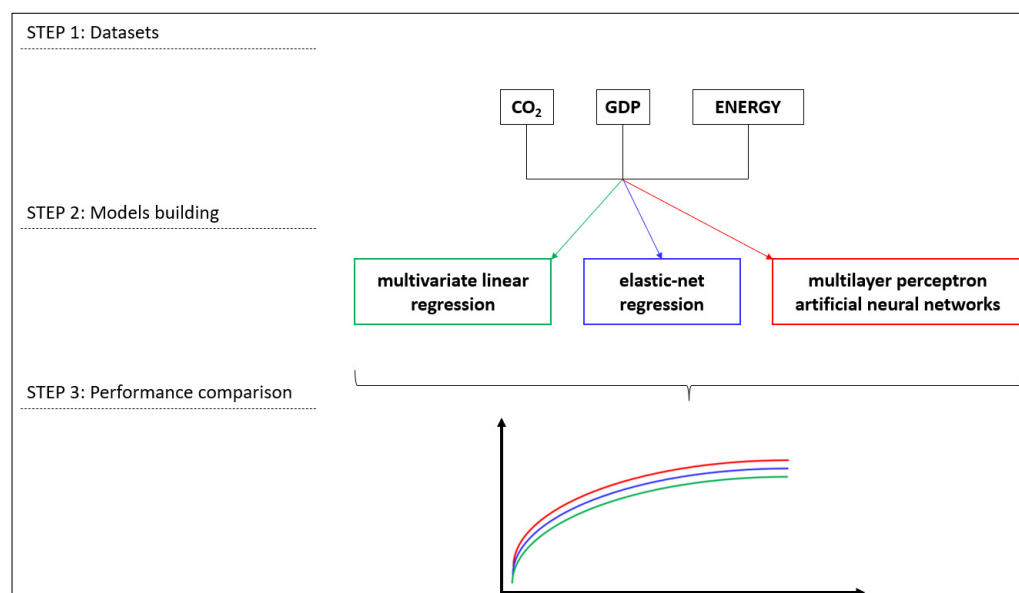 STEP 1: Datasets
CO₂ GDP ENERGY
STEP 2: Models building
multivariate linear
regression
elastic-net
regression
multilayer perceptron
artificial neural networks
STEP 3: Performance comparison